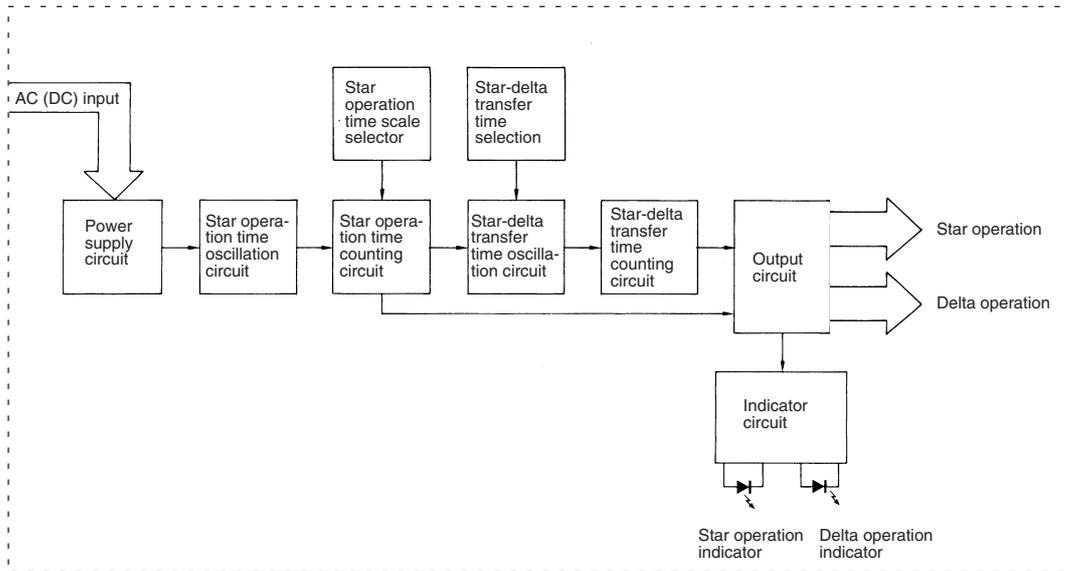 AC (DC) input
Star
operation
time scale
selector
Star-delta
transfer
time
selection
Power
supply
circuit
Star opera-
tion time
oscillation
circuit
Star opera-
tion time
counting
circuit
Star-delta
transfer
time oscilla-
tion circuit
Star-delta
transfer
time
counting
circuit
Output
circuit
Star operation
Delta operation
Indicator
circuit
Star operation
indicator
Delta operation
indicator